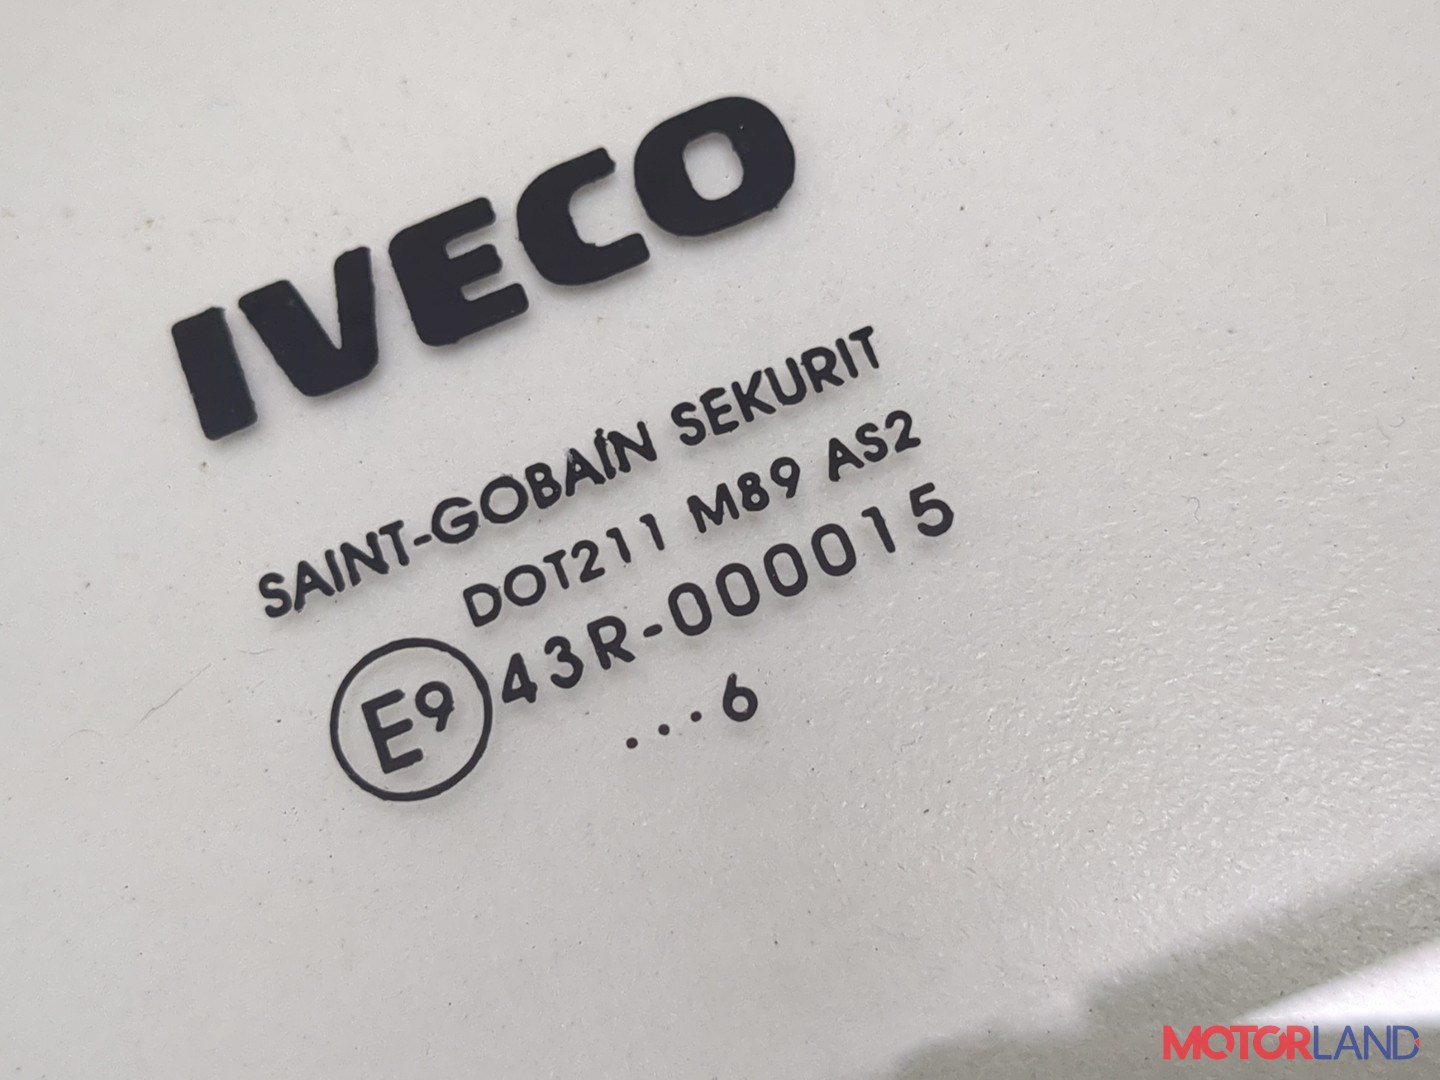 IVECO
SAINT-GOBAIN SEKURIT
DOT211 M89 AS2
E9 43R-000015
...6
MOTORLAND